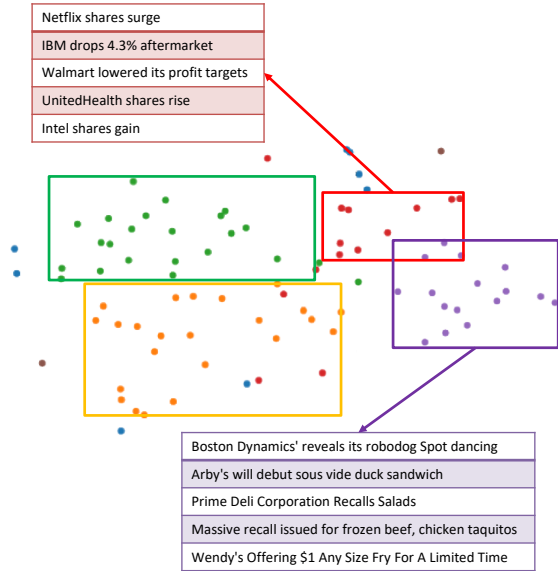 Netflix shares surge
IBM drops 4.3% aftermarket
Walmart lowered its profit targets
UnitedHealth shares rise
Intel shares gain
Boston Dynamics' reveals its robodog Spot dancing
Arby's will debut sous vide duck sandwich
Prime Deli Corporation Recalls Salads
Massive recall issued for frozen beef, chicken taquitos
Wendy's Offering $1 Any Size Fry For A Limited Time